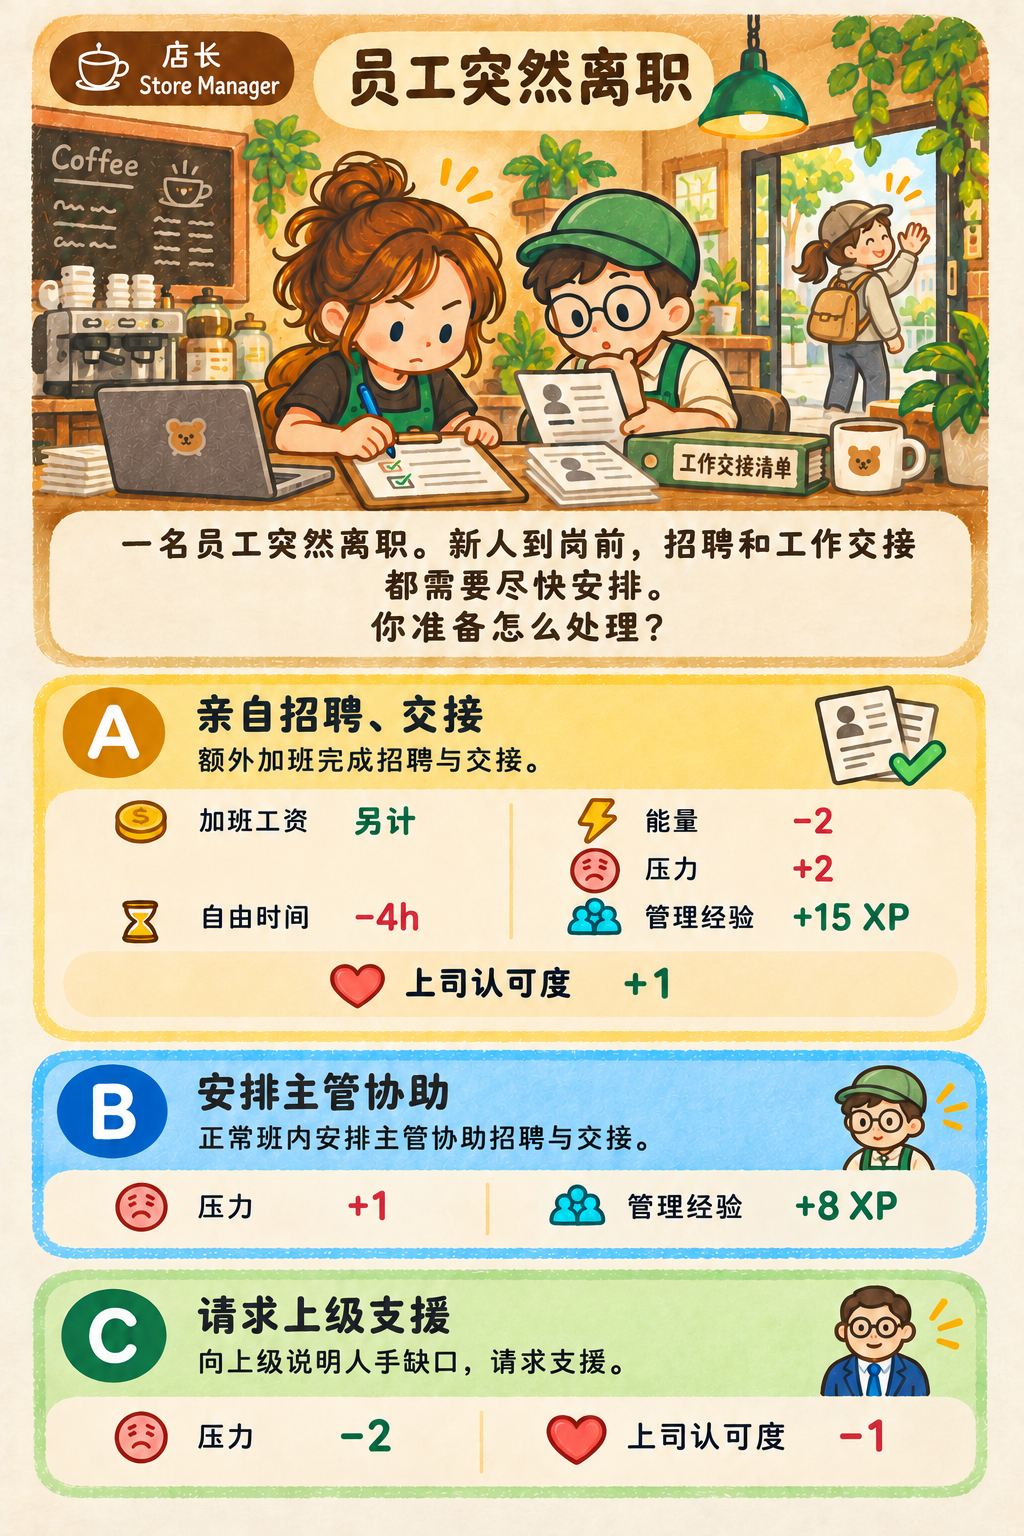 店长
Store Manager
员工突然离职
Coffee
工作交接清单
一名员工突然离职。新人到岗前，招聘和工作交接
都需要尽快安排。
你准备怎么处理？
A
亲自招聘、交接
额外加班完成招聘与交接。
加班工资 另计
能量 -2
压力 +2
自由时间 -4h
管理经验 +15 XP
上司认可度 +1
B
安排主管协助
正常班内安排主管协助招聘与交接。
压力 +1
管理经验 +8 XP
C
请求上级支援
向上级说明人手缺口，请求支援。
压力 -2
上司认可度 -1